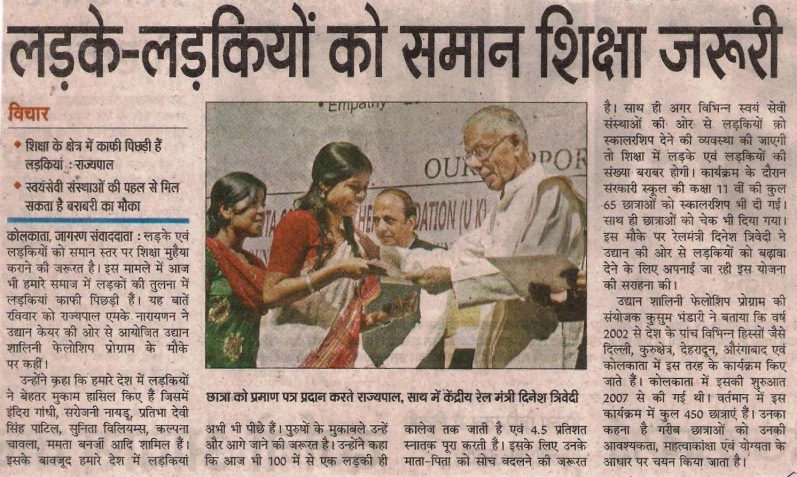 लड़के-लड़कियों को समान शिक्षा जरूरी
विचार
• शिक्षा के क्षेत्र में काफी पिछड़ी हैं
लड़कियां : राज्यपाल
• स्वयंसेवी संस्थाओं की पहल से मिल
सकता है बराबरी का मौका
कोलकाता, जागरण संवाददाता : लड़के एवं
लड़कियों को समान स्तर पर शिक्षा मुहैया
कराने की जरूरत है। इस मामले में आज
भी हमारे समाज में लड़कों की तुलना में
लड़कियां काफी पिछड़ी हैं। यह बातें
रविवार को राज्यपाल एमके नारायणन ने
उद्यान केयर की ओर से आयोजित उद्यान
शालिनी फेलोशिप प्रोग्राम के मौके
पर कहीं।
उन्होंने कहा कि हमारे देश में लड़कियों
ने बेहतर मुकाम हासिल किए हैं जिसमें
इंदिरा गांधी, सरोजनी नायडू, प्रतिभा देवी
सिंह पाटिल, सुनिता विलियम्स, कल्पना
चावला, ममता बनर्जी आदि शामिल हैं।
इसके बावजूद हमारे देश में लड़कियां
Empathy
OUR SUPPOR
DATION (U K)
छात्रा को प्रमाण पत्र प्रदान करते राज्यपाल, साथ में केंद्रीय रेल मंत्री दिनेश त्रिवेदी
अभी भी पीछे हैं। पुरुषों के मुकाबले उन्हें
और आगे जाने की जरूरत है। उन्होंने कहा
कि आज भी 100 में से एक लड़की ही
कालेज तक जाती है एवं 4.5 प्रतिशत
स्नातक पूरा करती है। इसके लिए उनके
माता-पिता को सोच बदलने की जरूरत
है। साथ ही अगर विभिन्न स्वयं सेवी
संस्थाओं की ओर से लड़कियों को
स्कालरशिप देने की व्यवस्था की जाएगी
तो शिक्षा में लड़के एवं लड़कियों की
संख्या बराबर होगी। कार्यक्रम के दौरान
सरकारी स्कूल की कक्षा 11 वीं की कुल
65 छात्राओं को स्कालरशिप भी दी गई।
साथ ही छात्राओं को चेक भी दिया गया।
इस मौके पर रेलमंत्री दिनेश त्रिवेदी ने
उद्यान की ओर से लड़कियों को बढ़ावा
देने के लिए अपनाई जा रही इस योजना
की सराहना की।
उद्यान शालिनी फेलोशिप प्रोग्राम की
संयोजक कुसुम भंडारी ने बताया कि वर्ष
2002 से देश के पांच विभिन्न हिस्सों जैसे
दिल्ली, कुरुक्षेत्र, देहरादून, औरंगाबाद एवं
कोलकाता में इस तरह के कार्यक्रम किए
जाते हैं। कोलकाता में इसकी शुरुआत
2007 से की गई थी। वर्तमान में इस
कार्यक्रम में कुल 450 छात्राएं हैं। उनका
कहना है गरीब छात्राओं को उनकी
आवश्यकता, महत्वाकांक्षा एवं योग्यता के
आधार पर चयन किया जाता है।